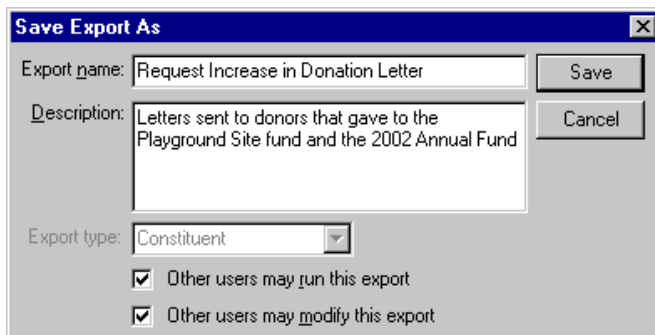 Save Export As
Export name: Request Increase in Donation Letter Save
Description: Letters sent to donors that gave to the Cancel
Playground Site fund and the 2002 Annual Fund
Export type: Constituent
Other users may run this export
Other users may modify this export